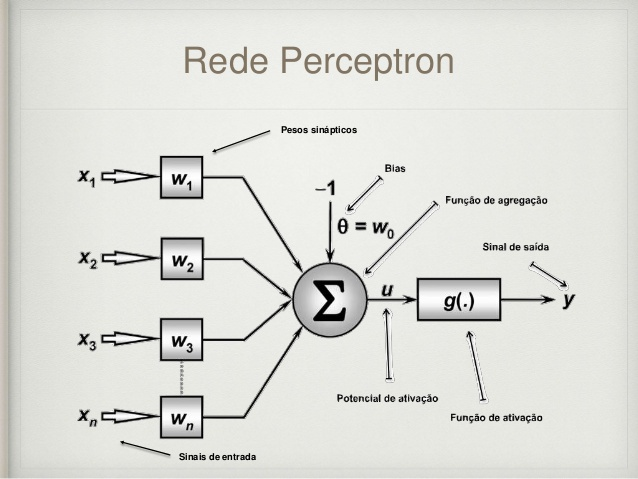 Rede Perceptron
Pesos sinápticos
x1
w1
−1
Bias
θ = w0
Função de agregação
x2
w2
Sinal de saída
Σ
u
g(.)
y
x3
w3
Potencial de ativação
xn
wn
Função de ativação
Sinais de entrada